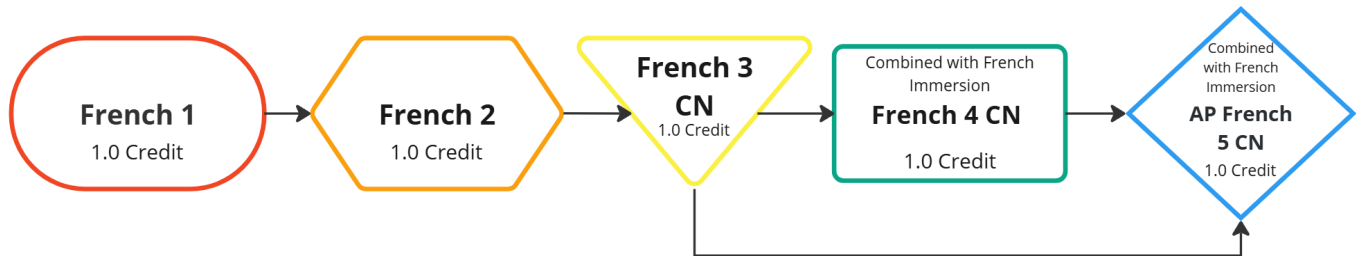 French 1
1.0 Credit
French 2
1.0 Credit
French 3
CN
1.0 Credit
Combined with French
Immersion
French 4 CN
1.0 Credit
Combined
with French
Immersion
AP French
5 CN
1.0 Credit